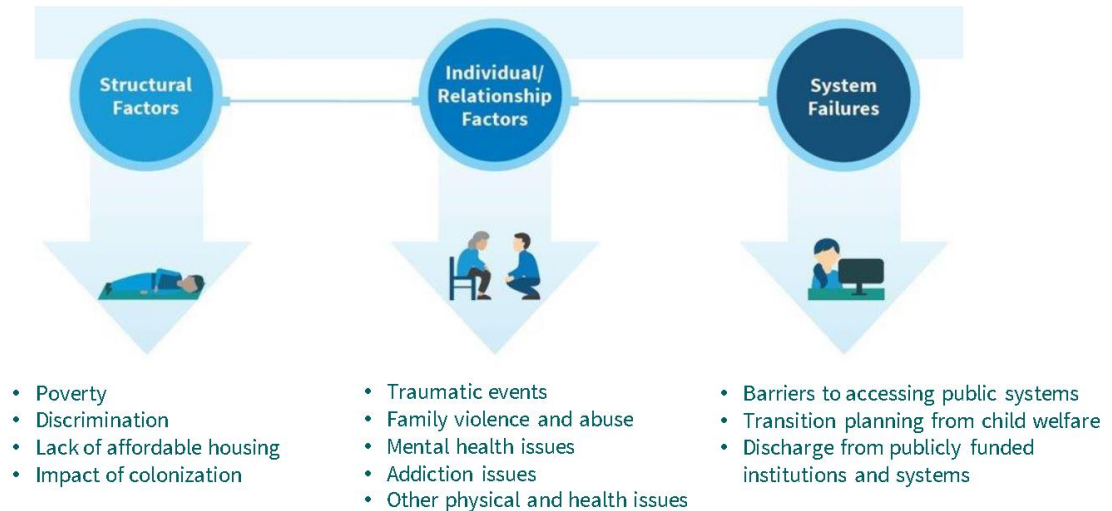 Structural
Factors
Individual/
Relationship
Factors
System
Failures
• Poverty
• Discrimination
• Lack of affordable housing
• Impact of colonization
• Traumatic events
• Family violence and abuse
• Mental health issues
• Addiction issues
• Other physical and health issues
• Barriers to accessing public systems
• Transition planning from child welfare
• Discharge from publicly funded
institutions and systems